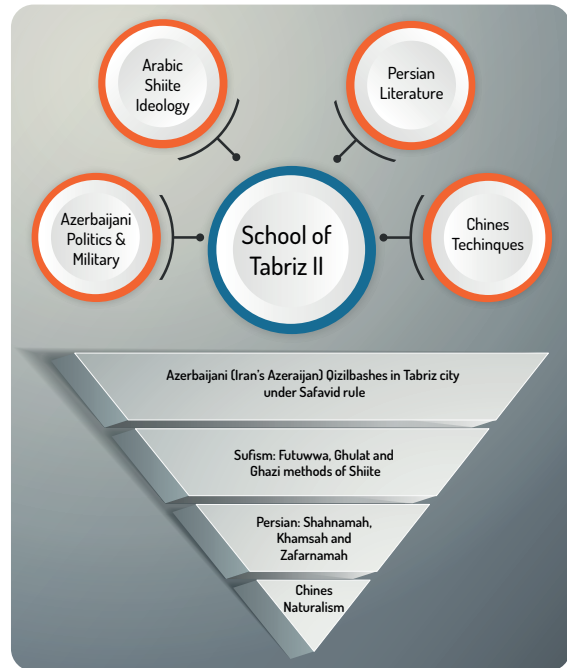 Arabic
Shiite
Ideology
Persian
Literature
Azerbaijani
Politics &
Military
School of
Tabriz II
Chines
Techinques
Azerbaijani (Iran's Azeraijan) Qizilbashes in Tabriz city
under Safavid rule
Sufism: Futuwwa, Ghulat and
Ghazi methods of Shiite
Persian: Shahnamah,
Khamsah and
Zafarnamah
Chines
Naturalism